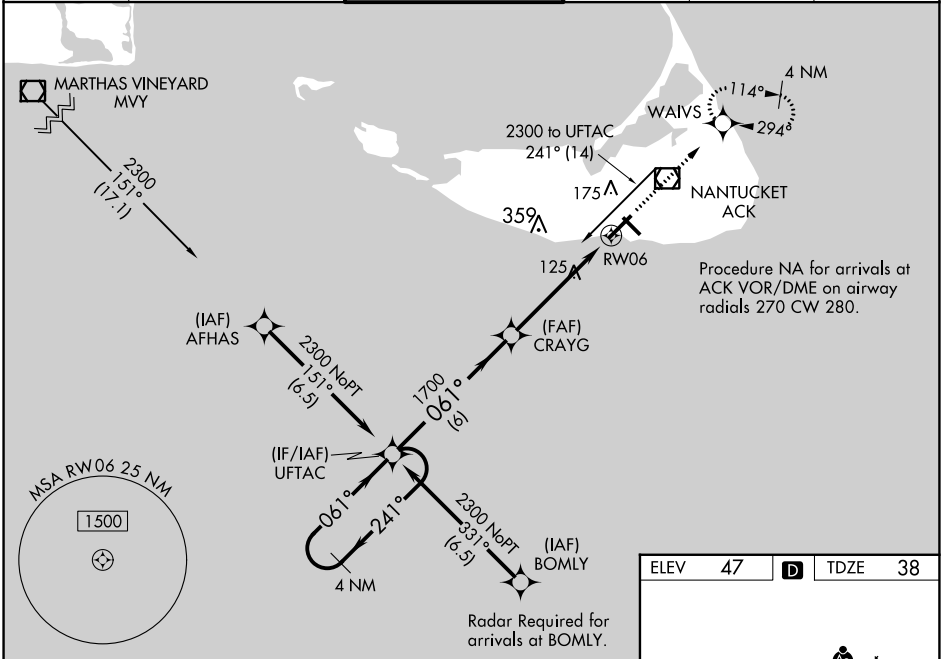 MARTHAS VINEYARD
MVY
2300
151°
(17.1)
4 NM
114°
294°
WAIVS
2300 to UFTAC
241° (14)
175
359
125
NANTUCKET
ACK
RW06
Procedure NA for arrivals at
ACK VOR/DME on airway
radials 270 CW 280.
(IAF)
AFHAS
2300 NoPT
151°
(6.5)
(FAF)
CRAYG
1700
061°
(6)
(IF/IAF)
UFTAC
061°
241°
4 NM
2300 NoPT
331°
(6.5)
(IAF)
BOMLY
Radar Required for
arrivals at BOMLY.
MSA RW06 25 NM
1500
ELEV 47 D TDZE 38